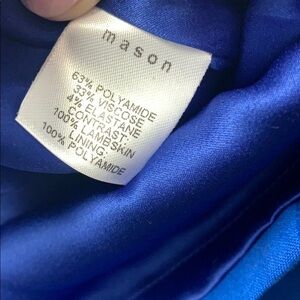 mason
63% POLYAMIDE
33% VISCOSE
4% ELASTANE
CONTRAST:
100% LAMBSKIN
LINING:
100% POLYAMIDE